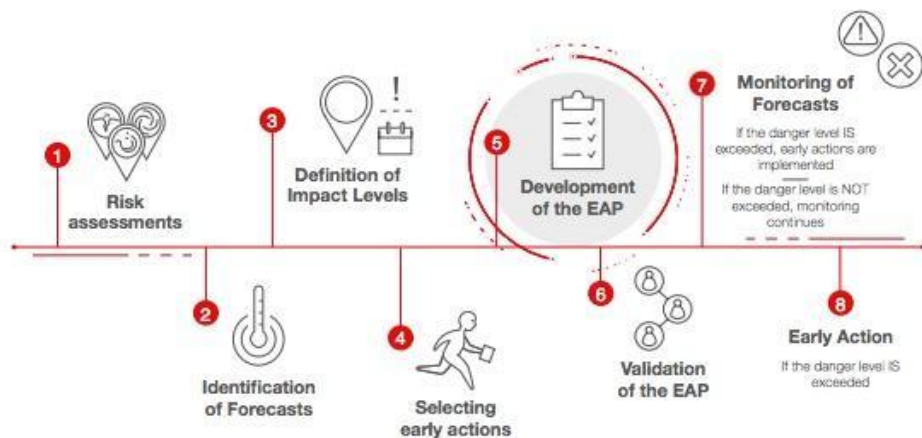 1
Risk
assessments
2
Identification
of Forecasts
3
!
Definition of
Impact Levels
4
Selecting
early actions
5
Development
of the EAP
6
Validation
of the EAP
7
!
Monitoring of
Forecasts
If the danger level IS
exceeded, early actions are
implemented
If the danger level is NOT
exceeded, monitoring
continues
8
Early Action
If the danger level IS
exceeded